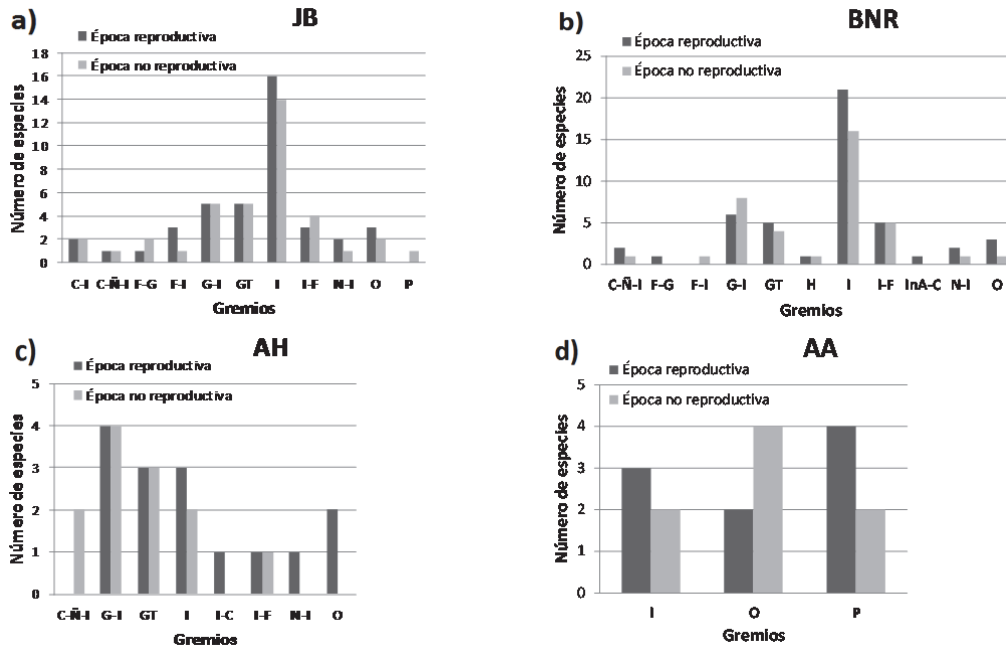 a)
JB
Época reproductiva
Época no reproductiva
Número de especies
18
16
14
12
10
8
6
4
2
0
C-I C-Ñ-I F-G F-I G-I GT I I-F N-I O P
Gremios
b)
BNR
Época reproductiva
Época no reproductiva
Número de especies
25
20
15
10
5
0
C-Ñ-I F-G F-I G-I GT H I I-F InA-C N-I O
Gremios
c)
AH
Época reproductiva
Época no reproductiva
Número de especies
5
4
3
2
1
0
C-Ñ-I G-I GT I I-C I-F N-I O
Gremios
d)
AA
Época reproductiva
Época no reproductiva
Número de especies
5
4
3
2
1
0
I O P
Gremios